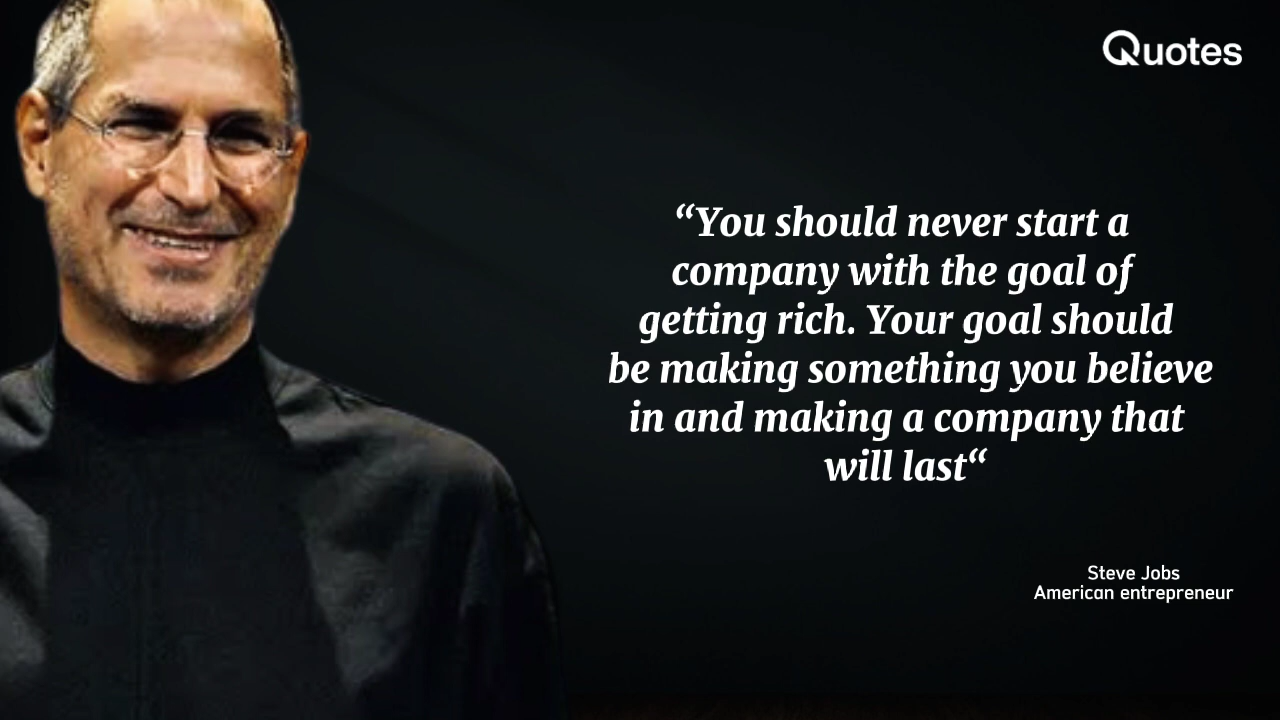 Quotes
“You should never start a
company with the goal of
getting rich. Your goal should
be making something you believe
in and making a company that
will last“
Steve Jobs
American entrepreneur